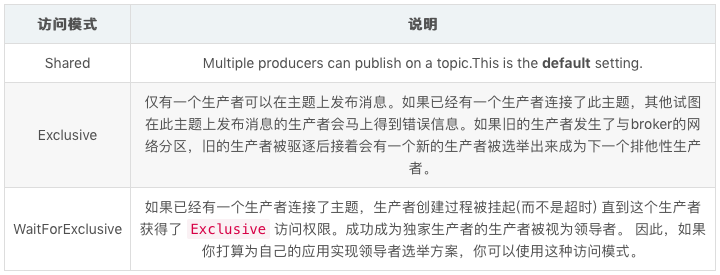 访问模式 说明
Shared Multiple producers can publish on a topic.This is the default setting.
仅有一个生产者可以在主题上发布消息。如果已经有一个生产者连接了此主题，其他试图
在此主题上发布消息的生产者会马上得到错误信息。如果旧的生产者发生了与broker的网
Exclusive
络分区，旧的生产者被驱逐后接着会有一个新的生产者被选举出来成为下一个排他性生产
者。
如果已经有一个生产者连接了主题，生产者创建过程被挂起(而不是超时) 直到这个生产者
WaitForExclusive 获得了 Exclusive 访问权限。成功成为独家生产者的生产者被视为领导者。 因此，如果
你打算为自己的应用实现领导者选举方案，你可以使用这种访问模式。